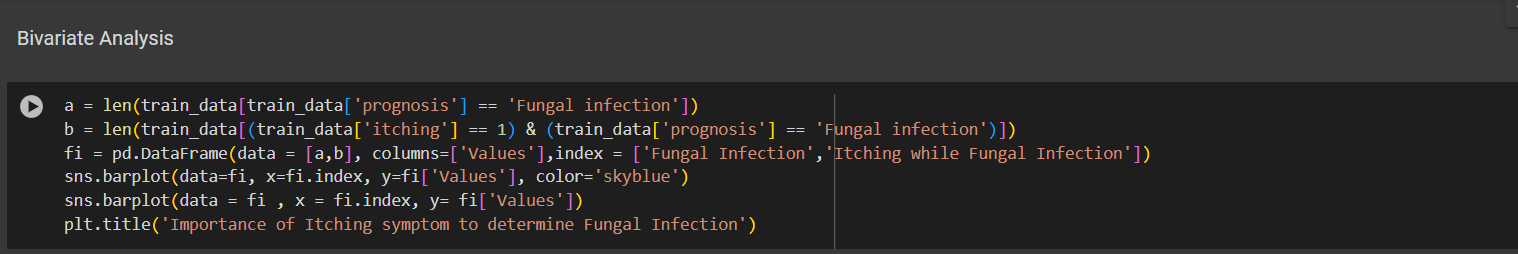 Bivariate Analysis
a = len(train_data[train_data['prognosis'] == 'Fungal infection'])
b = len(train_data[(train_data['itching'] == 1) & (train_data['prognosis'] == 'Fungal infection')])
fi = pd.DataFrame(data = [a,b], columns=['Values'],index = ['Fungal Infection','Itching while Fungal Infection'])
sns.barplot(data=fi, x=fi.index, y=fi['Values'], color='skyblue')
sns.barplot(data = fi , x = fi.index, y= fi['Values'])
plt.title('Importance of Itching symptom to determine Fungal Infection')